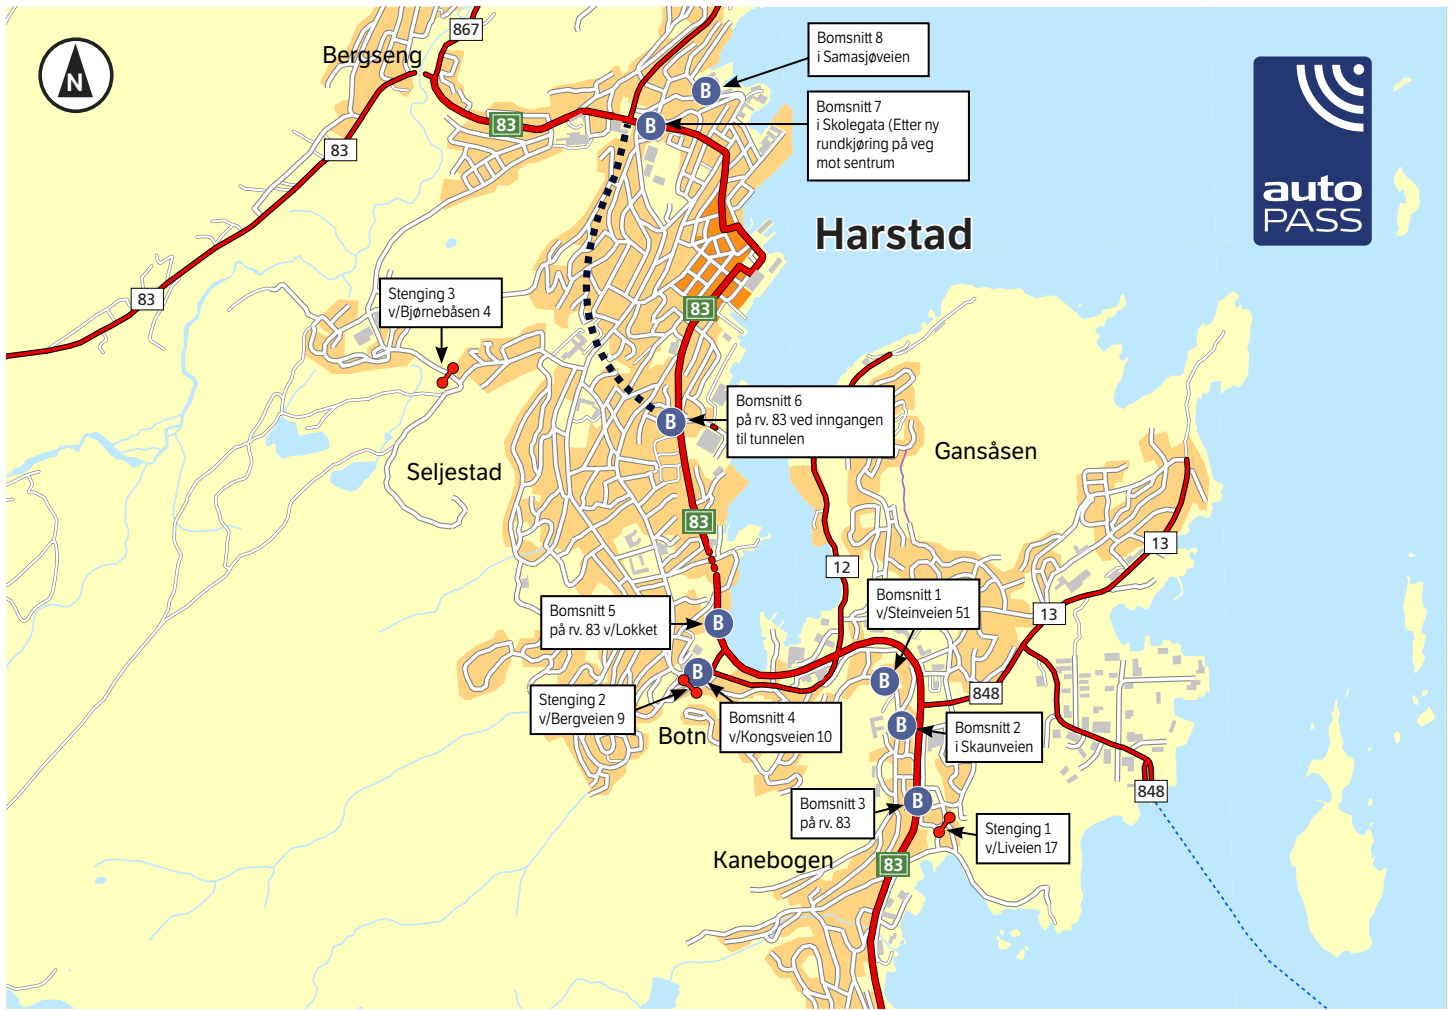 867
Bergseng
N
Bomsnitt 8
i Samasjøveien
B
Bomsnitt 7
i Skolegata (Etter ny
rundkjøring på veg
mot sentrum
B
83
83
auto
PASS
Harstad
83
Stenging 3
v/Bjørnebåsen 4
83
Bomsnitt 6
på rv. 83 ved inngangen
til tunnelen
B
Gansåsen
Seljestad
83
13
12
Bomsnitt 1
v/Steinveien 51
13
Bomsnitt 5
på rv. 83 v/Lokket
B
B
B
848
Stenging 2
v/Bergveien 9
Bomsnitt 4
v/Kongsveien 10
Botn
B
Bomsnitt 2
i Skaunveien
848
Bomsnitt 3
på rv. 83
B
Stenging 1
v/Liveien 17
Kanebogen
83